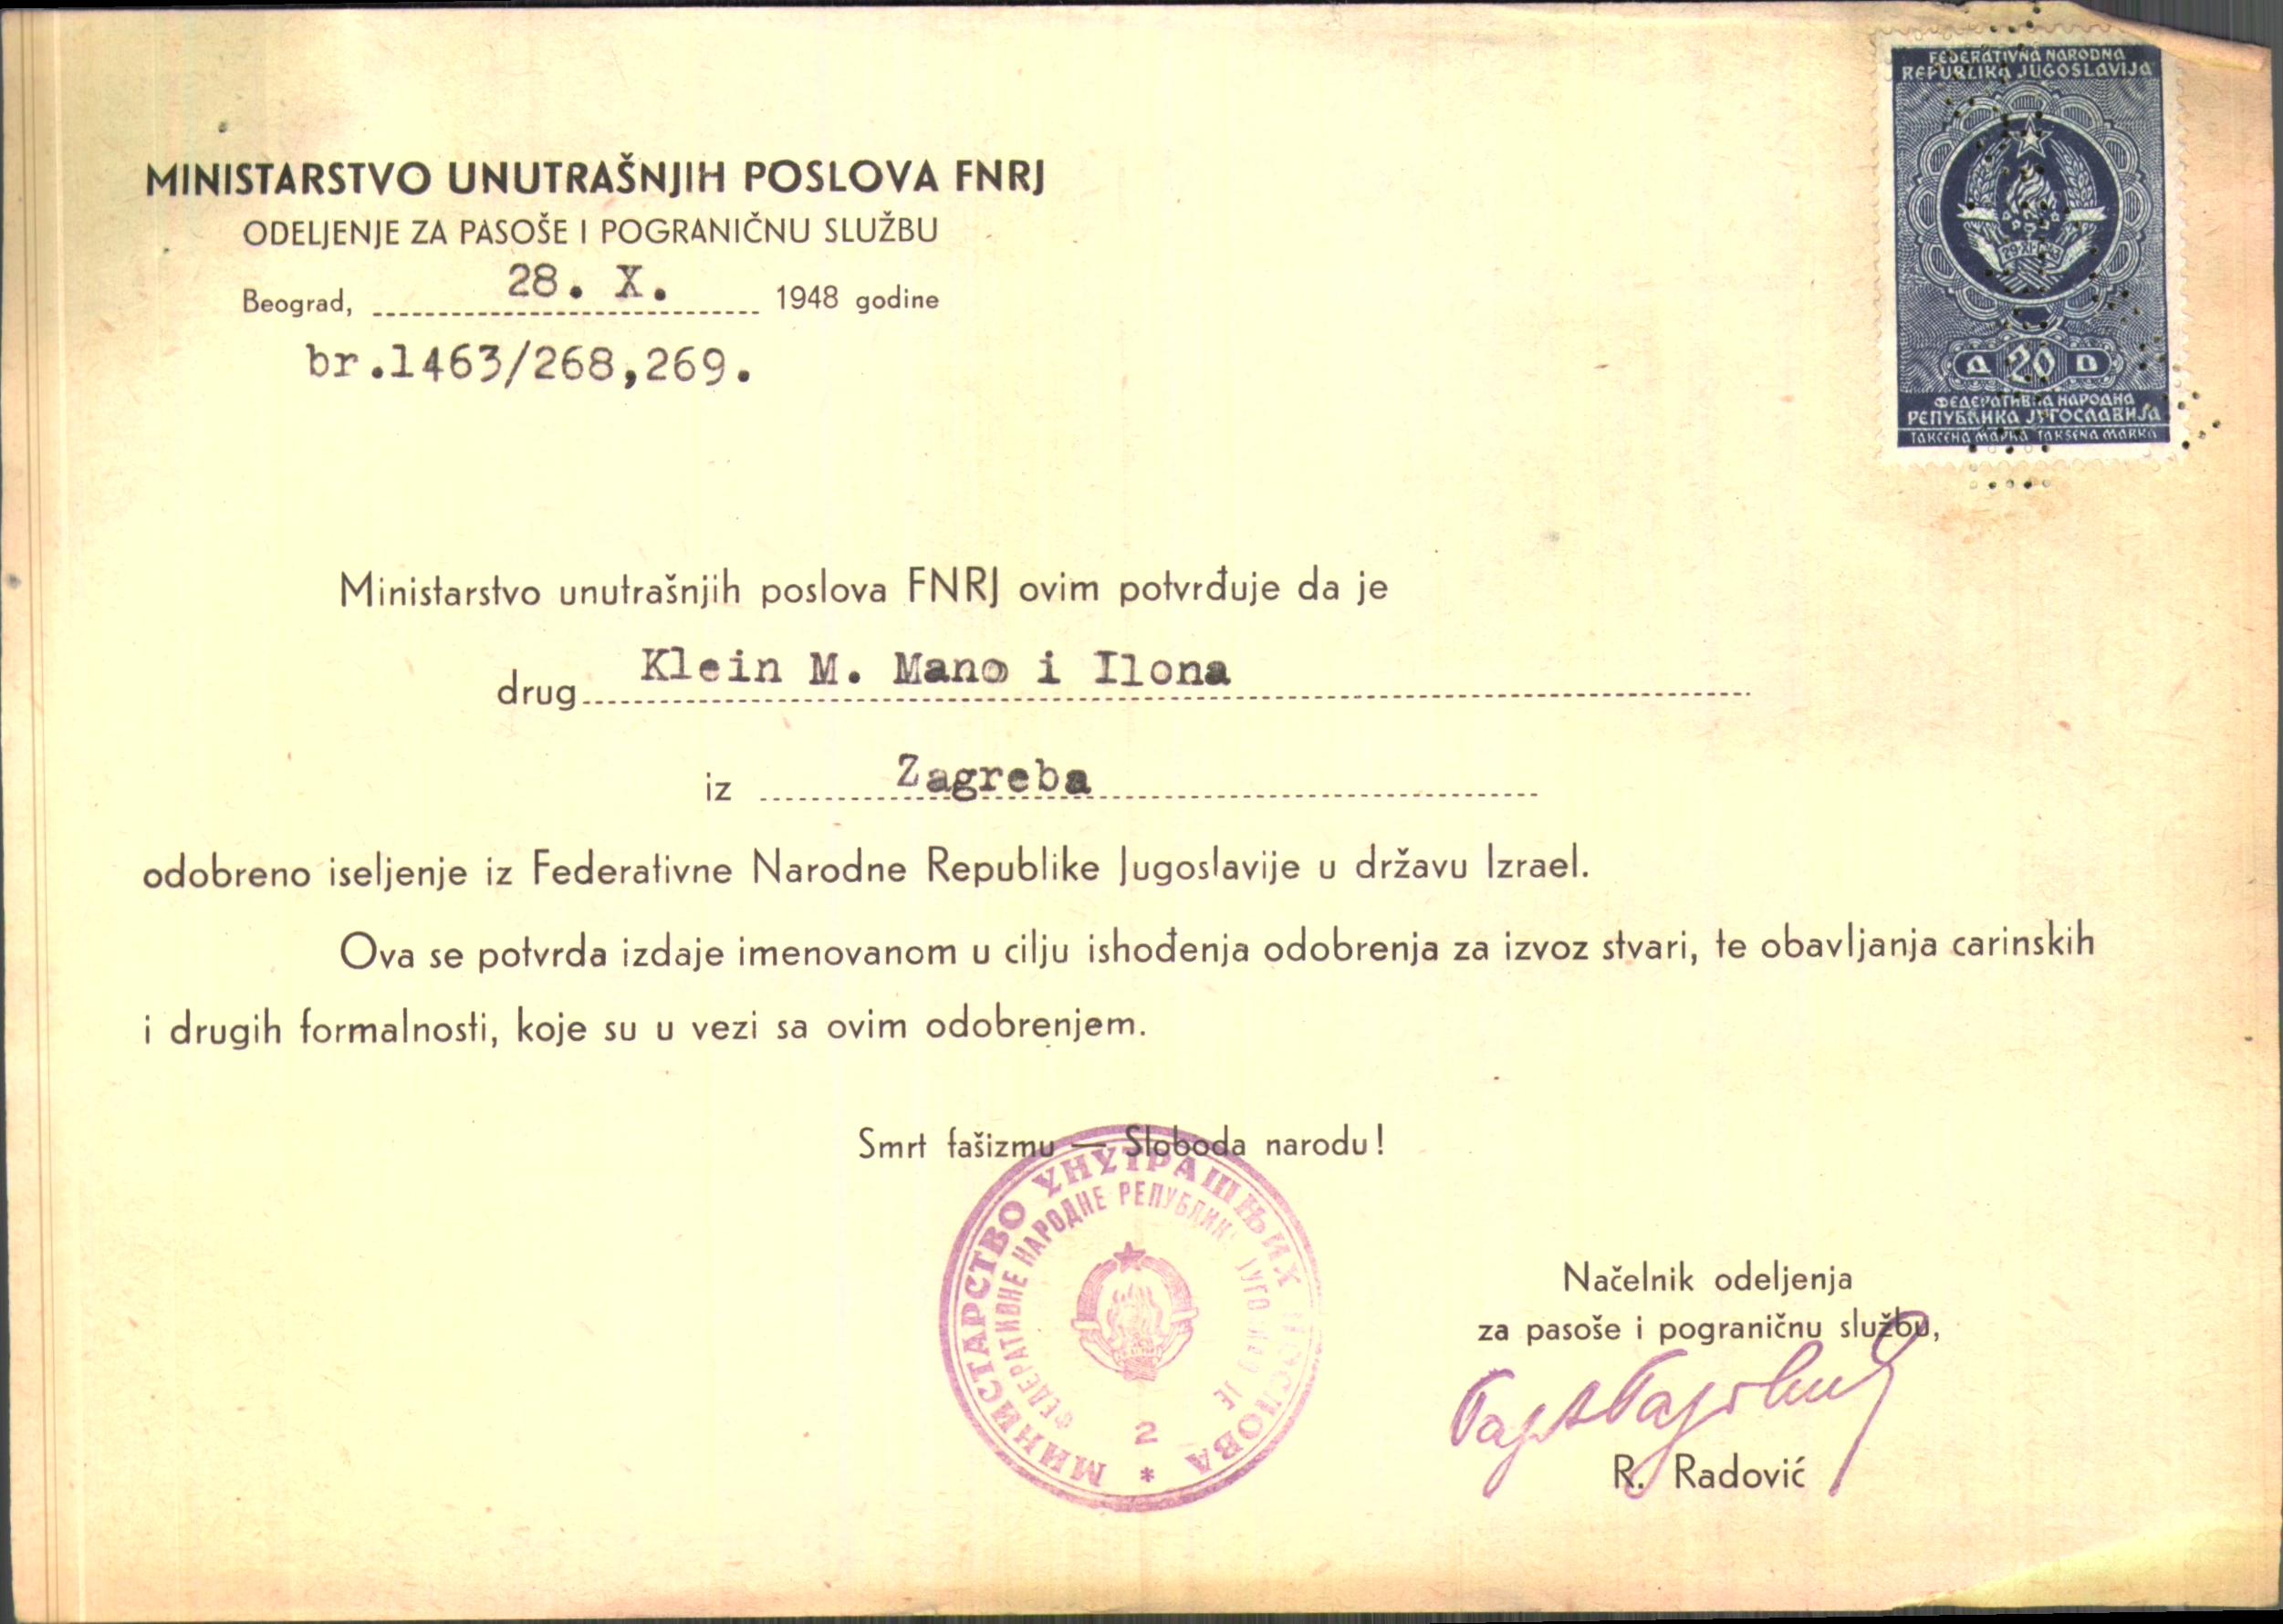 MINISTARSTVO UNUTRAŠNJIH POSLOVA FNRJ
ODELJENJE ZA PASOŠE I POGRANIČNU SLUŽBU
Beograd, 28. X. 1948 godine
br.1463/268,269.
FEDERATIVNA NARODNA
REPUBLIKA JUGOSLAVIJA
Д 20 D
ФЕДЕРАТИВНА НАРОДНА
РЕПУБЛИКА ЈУГОСЛАВИЈА
ТАКСЕНА МАРКА TAKSENA MARKA
Ministarstvo unutrašnjih poslova FNRJ ovim potvrđuje da je
drug Klein M. Mano i Ilona
iz Zagreba
odobreno iseljenje iz Federativne Narodne Republike Jugoslavije u državu Izrael.
Ova se potvrda izdaje imenovanom u cilju ishođenja odobrenja za izvoz stvari, te obavljanja carinskih
i drugih formalnosti, koje su u vezi sa ovim odobrenjem.
Smrt fašizmu — Sloboda narodu!
МИНИСТАРСТВО УНУТРАШЊИХ ПОСЛОВА *
ФЕДЕРАТИВНЕ НАРОДНЕ РЕПУБЛИКЕ
2
Načelnik odeljenja
za pasoše i pograničnu službu,
R. Radović